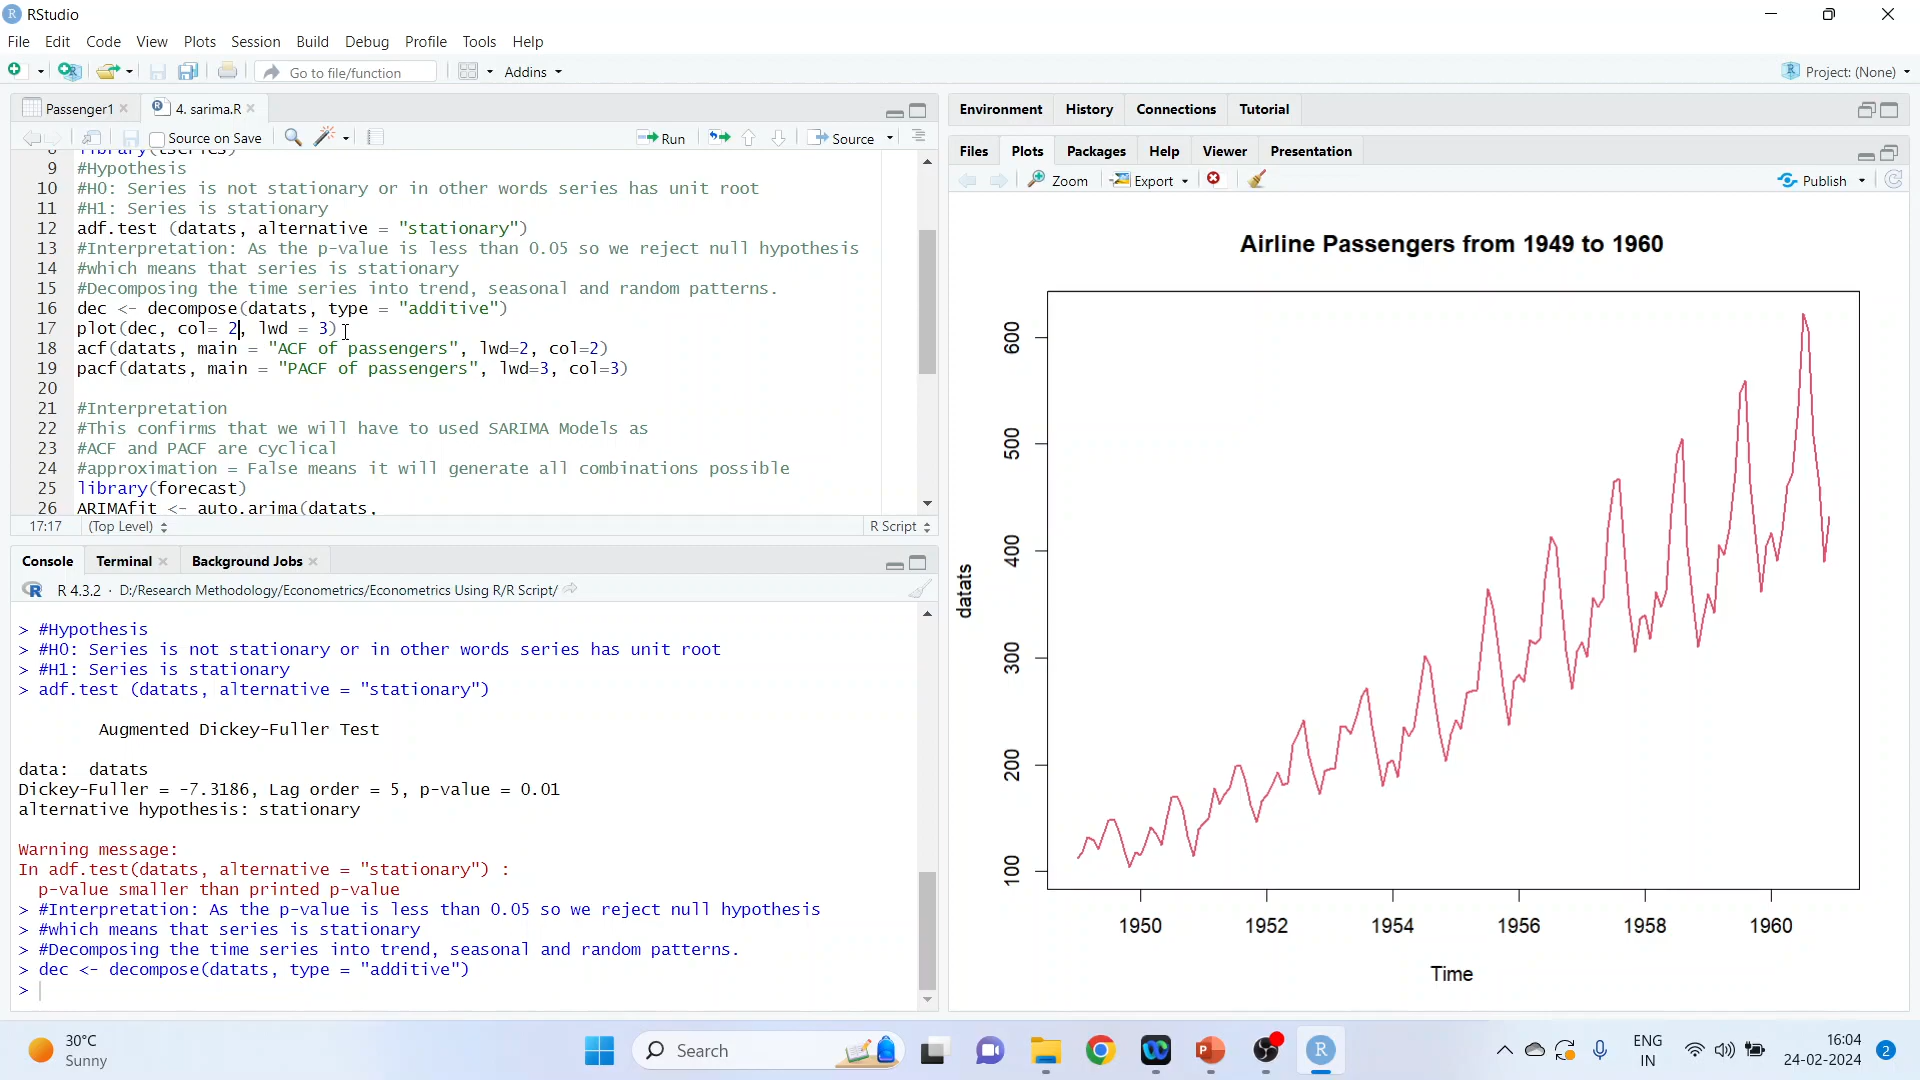 RStudio
File Edit Code View Plots Session Build Debug Profile Tools Help
Go to file/function Addins Project: (None)
Passenger1 4. sarima.R
Source on Save Run Source
8 library(tseries)
9 #Hypothesis
10 #H0: Series is not stationary or in other words series has unit root
11 #H1: Series is stationary
12 adf.test (datats, alternative = "stationary")
13 #Interpretation: As the p-value is less than 0.05 so we reject null hypothesis
14 #which means that series is stationary
15 #Decomposing the time series into trend, seasonal and random patterns.
16 dec <- decompose(datats, type = "additive")
17 plot(dec, col= 2, lwd = 3)
18 acf(datats, main = "ACF of passengers", lwd=2, col=2)
19 pacf(datats, main = "PACF of passengers", lwd=3, col=3)
20
21 #Interpretation
22 #This confirms that we will have to used SARIMA Models as
23 #ACF and PACF are cyclical
24 #approximation = False means it will generate all combinations possible
25 library(forecast)
26 ARIMAfit <- auto.arima(datats,
17:17 (Top Level) R Script
Console Terminal Background Jobs
R 4.3.2 · D:/Research Methodology/Econometrics/Econometrics Using R/R Script/
> #Hypothesis
> #H0: Series is not stationary or in other words series has unit root
> #H1: Series is stationary
> adf.test (datats, alternative = "stationary")
Augmented Dickey-Fuller Test
data: datats
Dickey-Fuller = -7.3186, Lag order = 5, p-value = 0.01
alternative hypothesis: stationary
Warning message:
In adf.test(datats, alternative = "stationary") :
p-value smaller than printed p-value
> #Interpretation: As the p-value is less than 0.05 so we reject null hypothesis
> #which means that series is stationary
> #Decomposing the time series into trend, seasonal and random patterns.
> dec <- decompose(datats, type = "additive")
>
Environment History Connections Tutorial
Files Plots Packages Help Viewer Presentation
Zoom Export Publish
Airline Passengers from 1949 to 1960
600
500
400
300
200
100
datats
1950 1952 1954 1956 1958 1960
Time
30°C
Sunny
Search
ENG
IN
16:04
24-02-2024
2